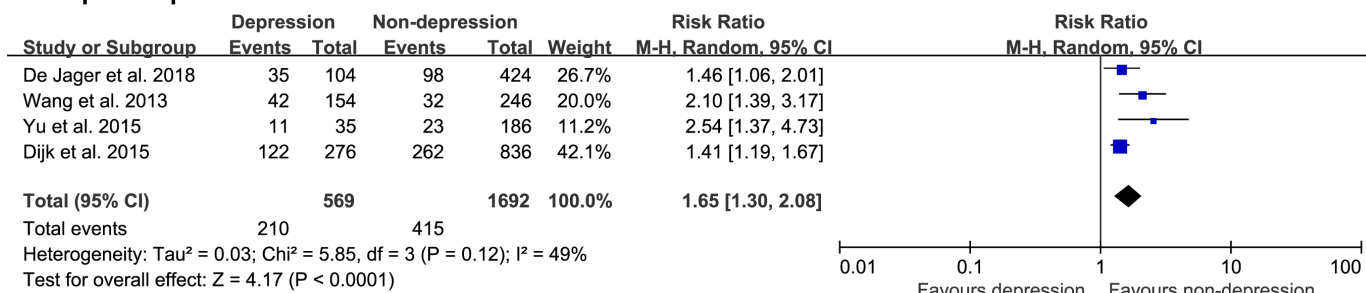 Depression Non-depression Risk Ratio Risk Ratio
Study or Subgroup Events Total Events Total Weight M-H, Random, 95% CI M-H, Random, 95% CI
De Jager et al. 2018 35 104 98 424 26.7% 1.46 [1.06, 2.01]
Wang et al. 2013 42 154 32 246 20.0% 2.10 [1.39, 3.17]
Yu et al. 2015 11 35 23 186 11.2% 2.54 [1.37, 4.73]
Dijk et al. 2015 122 276 262 836 42.1% 1.41 [1.19, 1.67]
Total (95% CI) 569 1692 100.0% 1.65 [1.30, 2.08]
Total events 210 415
Heterogeneity: Tau² = 0.03; Chi² = 5.85, df = 3 (P = 0.12); I² = 49%
0.01 0.1 1 10 100
Test for overall effect: Z = 4.17 (P < 0.0001)
Favours depression Favours non-depression